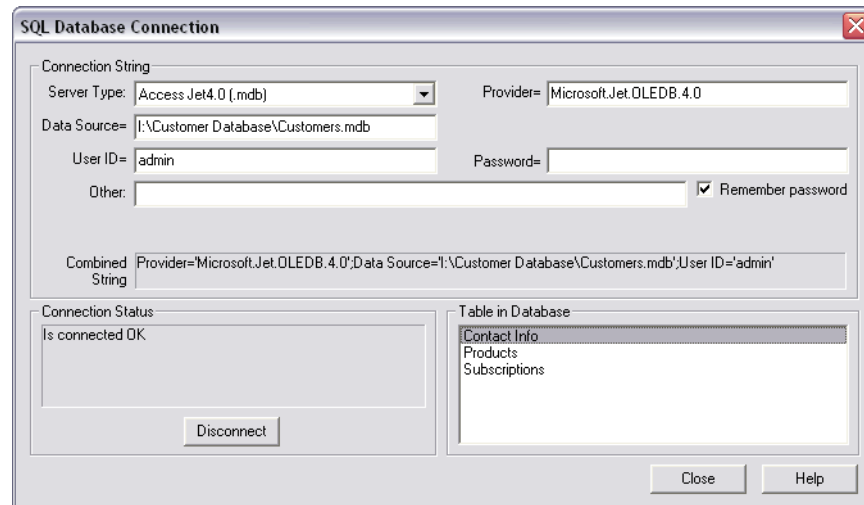 SQL Database Connection
Connection String
Server Type: Access Jet4.0 (.mdb) Provider= Microsoft.Jet.OLEDB.4.0
Data Source= I:\Customer Database\Customers.mdb
User ID= admin Password=
Other: Remember password
Combined String Provider='Microsoft.Jet.OLEDB.4.0';Data Source='I:\Customer Database\Customers.mdb';User ID='admin'
Connection Status
Is connected OK
Disconnect
Table in Database
Contact Info
Products
Subscriptions
Close Help